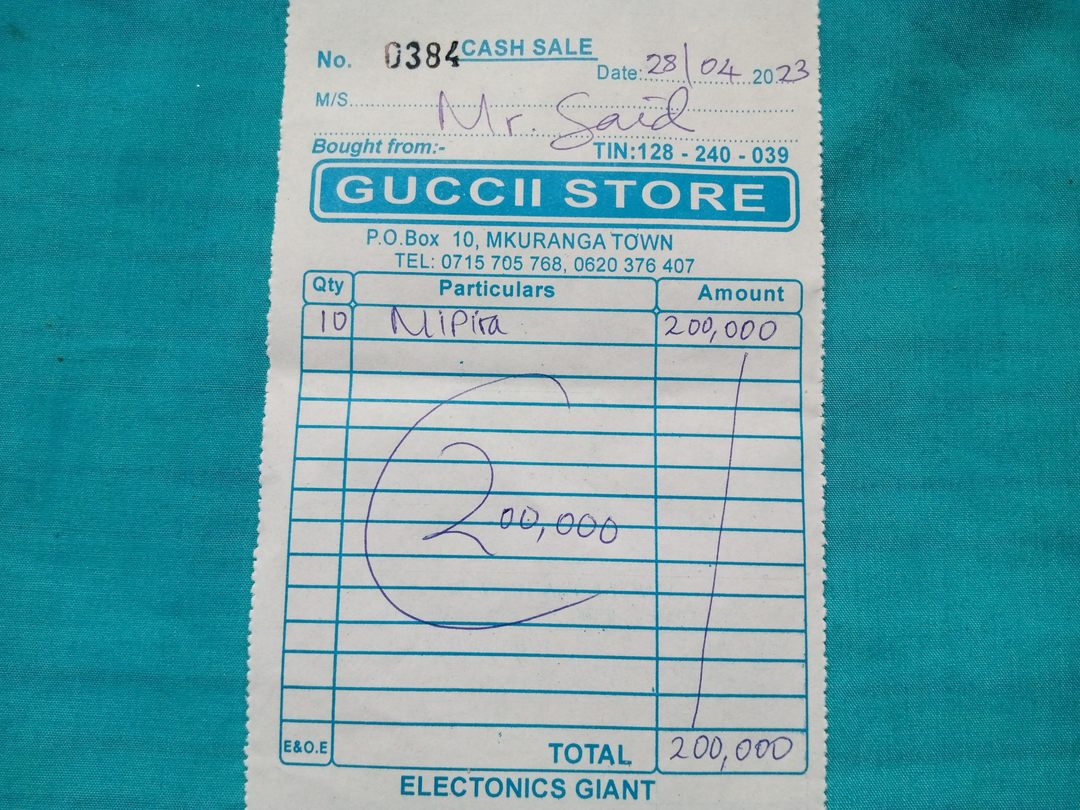 No. 0384 CASH SALE
Date: 28/04 2023
M/S. Mr. Said
Bought from:- TIN:128 - 240 - 039
GUCCII STORE
P.O.Box 10, MKURANGA TOWN
TEL: 0715 705 768, 0620 376 407
Qty Particulars Amount
10 Mipira 200,000
200,000
E&O.E TOTAL 200,000
ELECTONICS GIANT